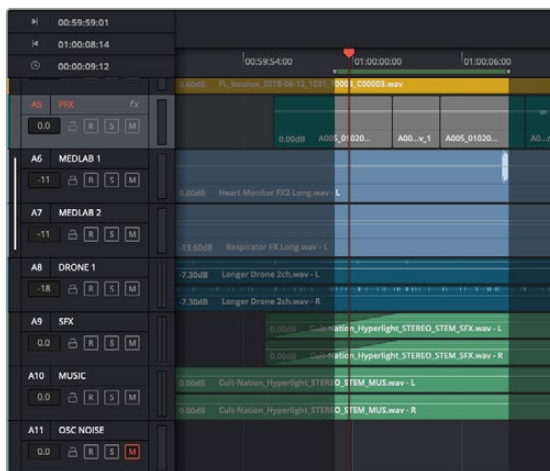 00:59:59:01
01:00:08:14
00:00:09:12
00:59:54:00 01:00:00:00 01:00:06:00
8.60dB FL_bounce_2018-06-12_1031_T0003_C00003.wav
A5 PFX fx
0.0 R S M
0.00dB A005_01020... A00...v_1 A005_01020...
A6 MEDLAB 1
-11 R S M
0.00dB Heart Monitor FX2 Long.wav - L
A7 MEDLAB 2
-11 R S M
-13.60dB Respirator FX Long.wav - L
A8 DRONE 1
-7.30dB Longer Drone 2ch.wav - L
-18 R S M
-7.30dB Longer Drone 2ch.wav - R
A9 SFX
0.00dB Cult-Nation_Hyperlight_STEREO_STEM_SFX.wav - L
0.0 R S M
0.00dB Cult-Nation_Hyperlight_STEREO_STEM_SFX.wav - R
A10 MUSIC
0.00dB Cult-Nation_Hyperlight_STEREO_STEM_MUS.wav - L
0.0 R S M
0.00dB Cult-Nation_Hyperlight_STEREO_STEM_MUS.wav - R
A11 OSC NOISE
0.0 R S M